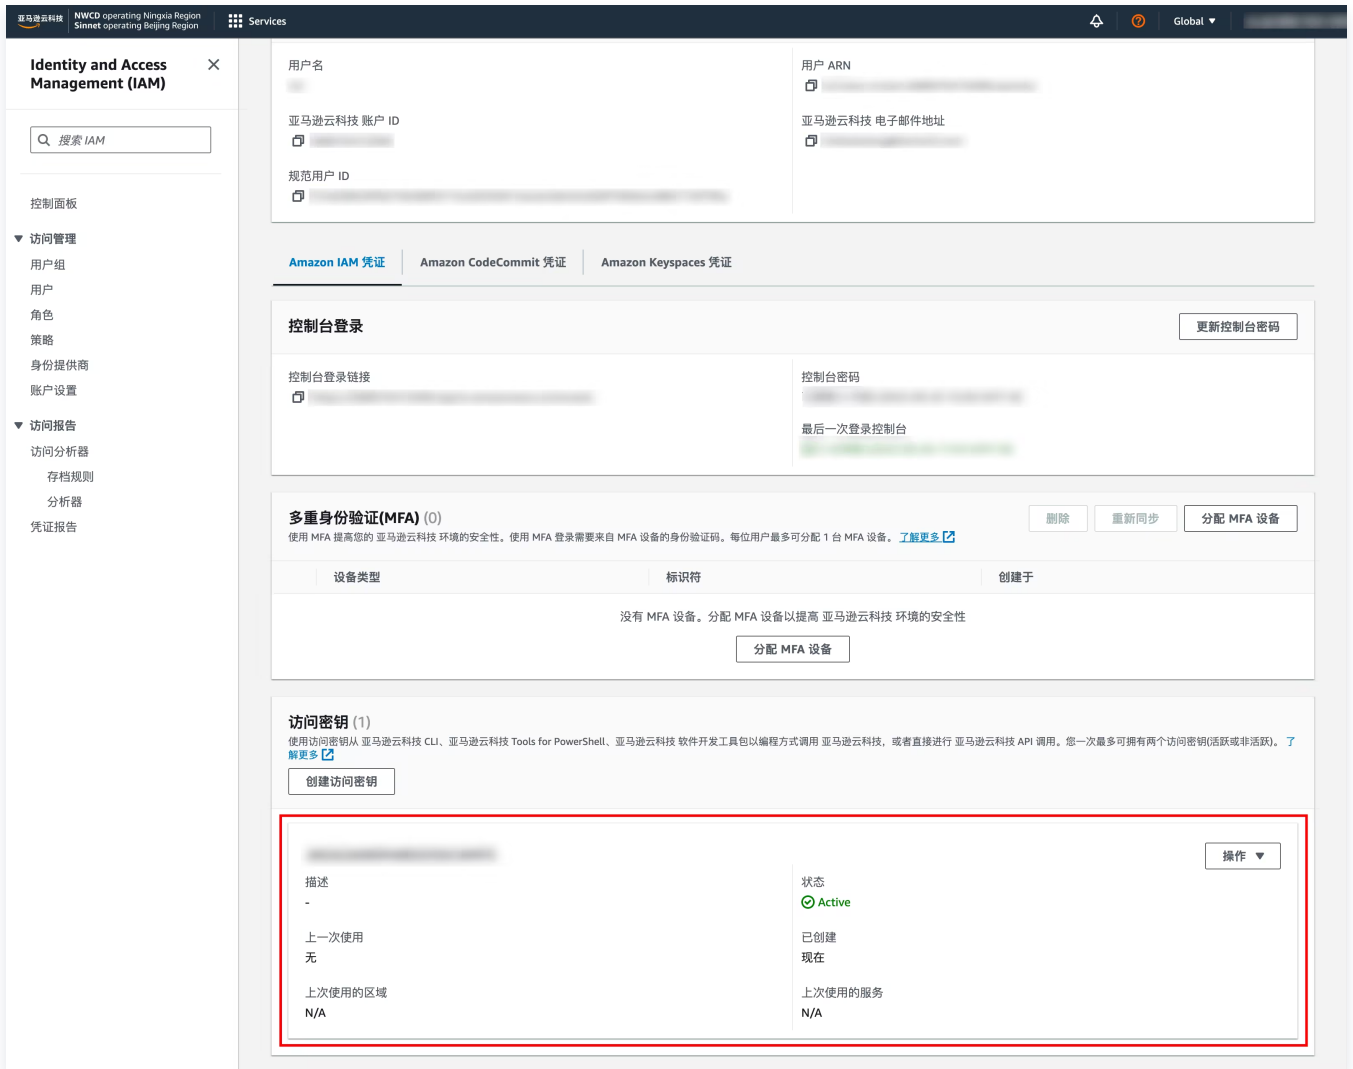 亚马逊云科技
NWCD operating Ningxia Region
Sinnet operating Beijing Region
Services
Global
Identity and Access
Management (IAM)
搜索 IAM
控制面板
访问管理
用户组
用户
角色
策略
身份提供商
账户设置
访问报告
访问分析器
存档规则
分析器
凭证报告
用户名
用户 ARN
亚马逊云科技 账户 ID
亚马逊云科技 电子邮件地址
规范用户 ID
Amazon IAM 凭证
Amazon CodeCommit 凭证
Amazon Keyspaces 凭证
控制台登录
更新控制台密码
控制台登录链接
控制台密码
最后一次登录控制台
多重身份验证(MFA) (0)
删除
重新同步
分配 MFA 设备
使用 MFA 提高您的 亚马逊云科技 环境的安全性。使用 MFA 登录需要来自 MFA 设备的身份验证码。每位用户最多可分配 1 台 MFA 设备。 了解更多
设备类型
标识符
创建于
没有 MFA 设备。分配 MFA 设备以提高 亚马逊云科技 环境的安全性
分配 MFA 设备
访问密钥 (1)
使用访问密钥从 亚马逊云科技 CLI、亚马逊云科技 Tools for PowerShell、亚马逊云科技 软件开发工具包以编程方式调用 亚马逊云科技，或者直接进行 亚马逊云科技 API 调用。您一次最多可拥有两个访问密钥(活跃或非活跃)。 了
解更多
创建访问密钥
操作
描述
-
状态
Active
上一次使用
无
已创建
现在
上次使用的区域
N/A
上次使用的服务
N/A